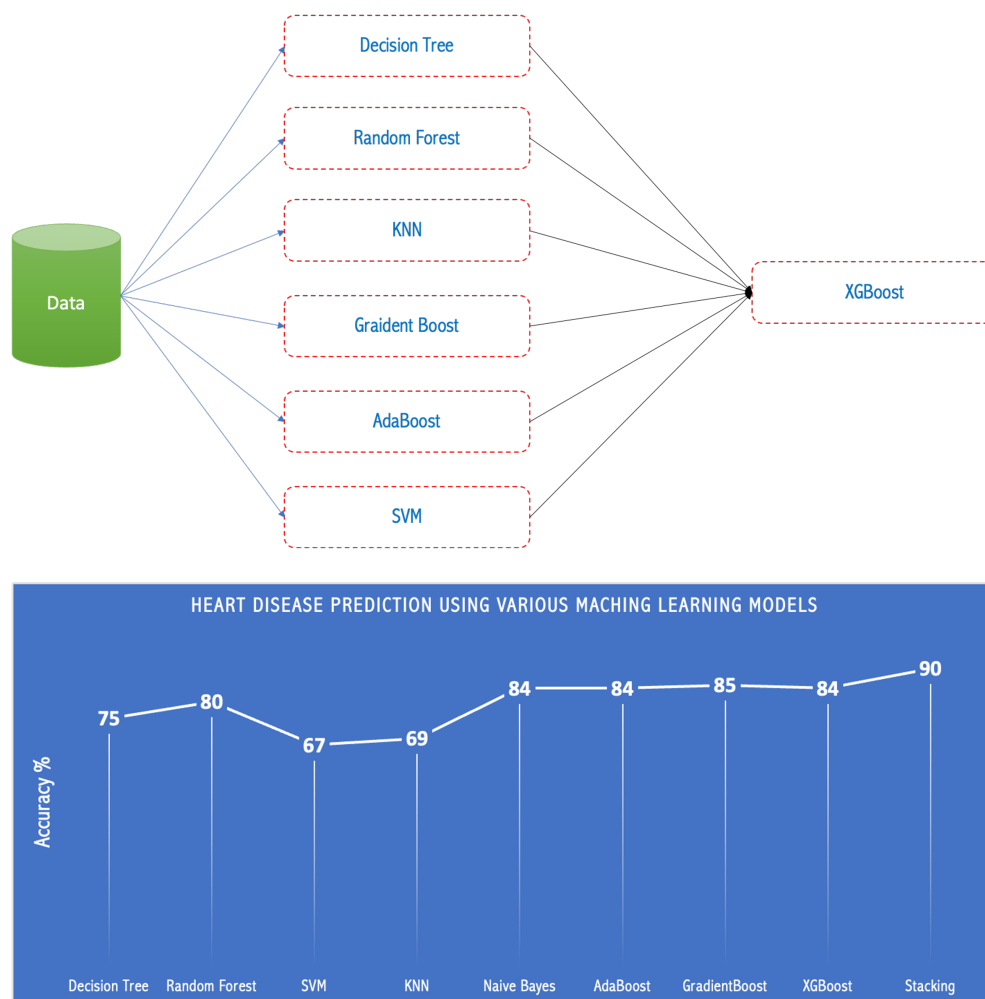 Decision Tree
Random Forest
KNN
Data
XGBoost
Graident Boost
AdaBoost
SVM
HEART DISEASE PREDICTION USING VARIOUS MACHING LEARNING MODELS
Accuracy %
75
80
67
69
84
84
85
84
90
Decision Tree
Random Forest
SVM
KNN
Naive Bayes
AdaBoost
GradientBoost
XGBoost
Stacking